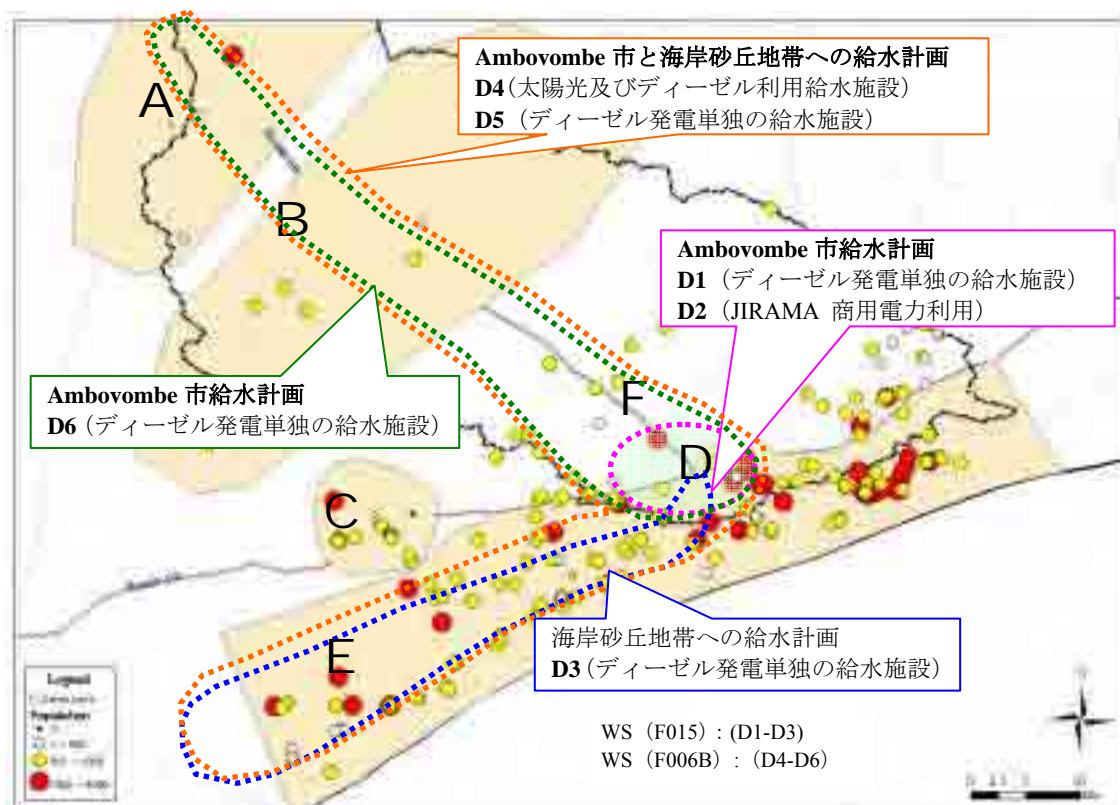 Ambovombe 市と海岸砂丘地帯への給水計画
D4(太陽光及びディーゼル利用給水施設)
D5 (ディーゼル発電単独の給水施設)
A
B
Ambovombe 市給水計画
D1 (ディーゼル発電単独の給水施設)
D2 (JIRAMA 商用電力利用)
Ambovombe 市給水計画
D6 (ディーゼル発電単独の給水施設)
F
D
C
E
海岸砂丘地帯への給水計画
D3 (ディーゼル発電単独の給水施設)
WS (F015) : (D1-D3)
WS (F006B) : (D4-D6)
Legend
Population